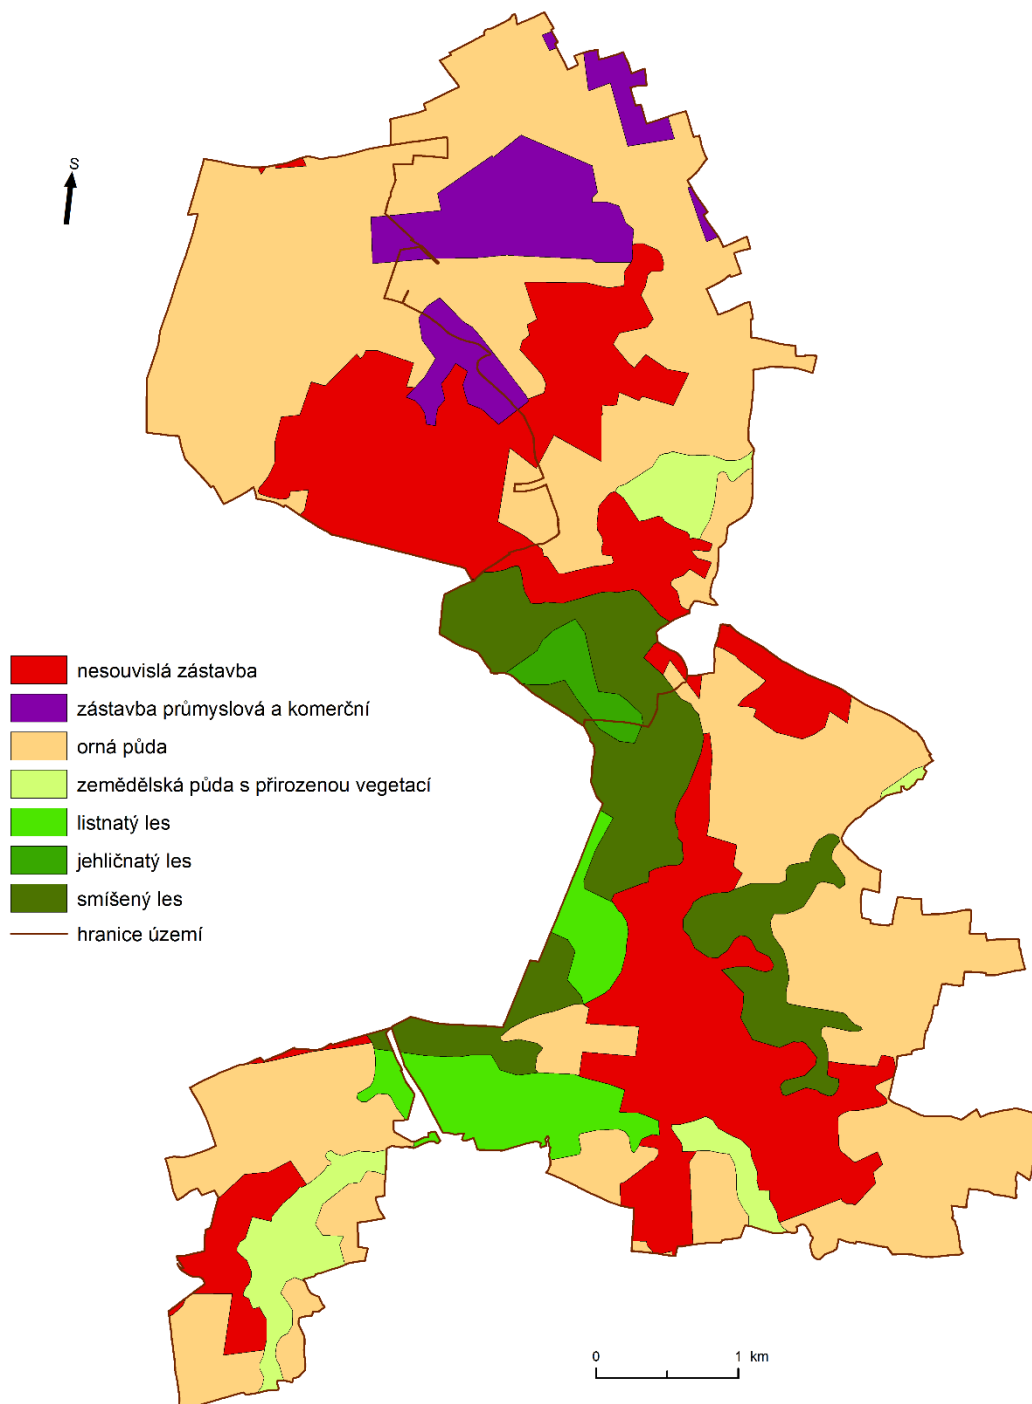 S
nesouvislá zástavba
zástavba průmyslová a komerční
orná půda
zemědělská půda s přirozenou vegetací
listnatý les
jehličnatý les
smíšený les
hranice území
0 1 km